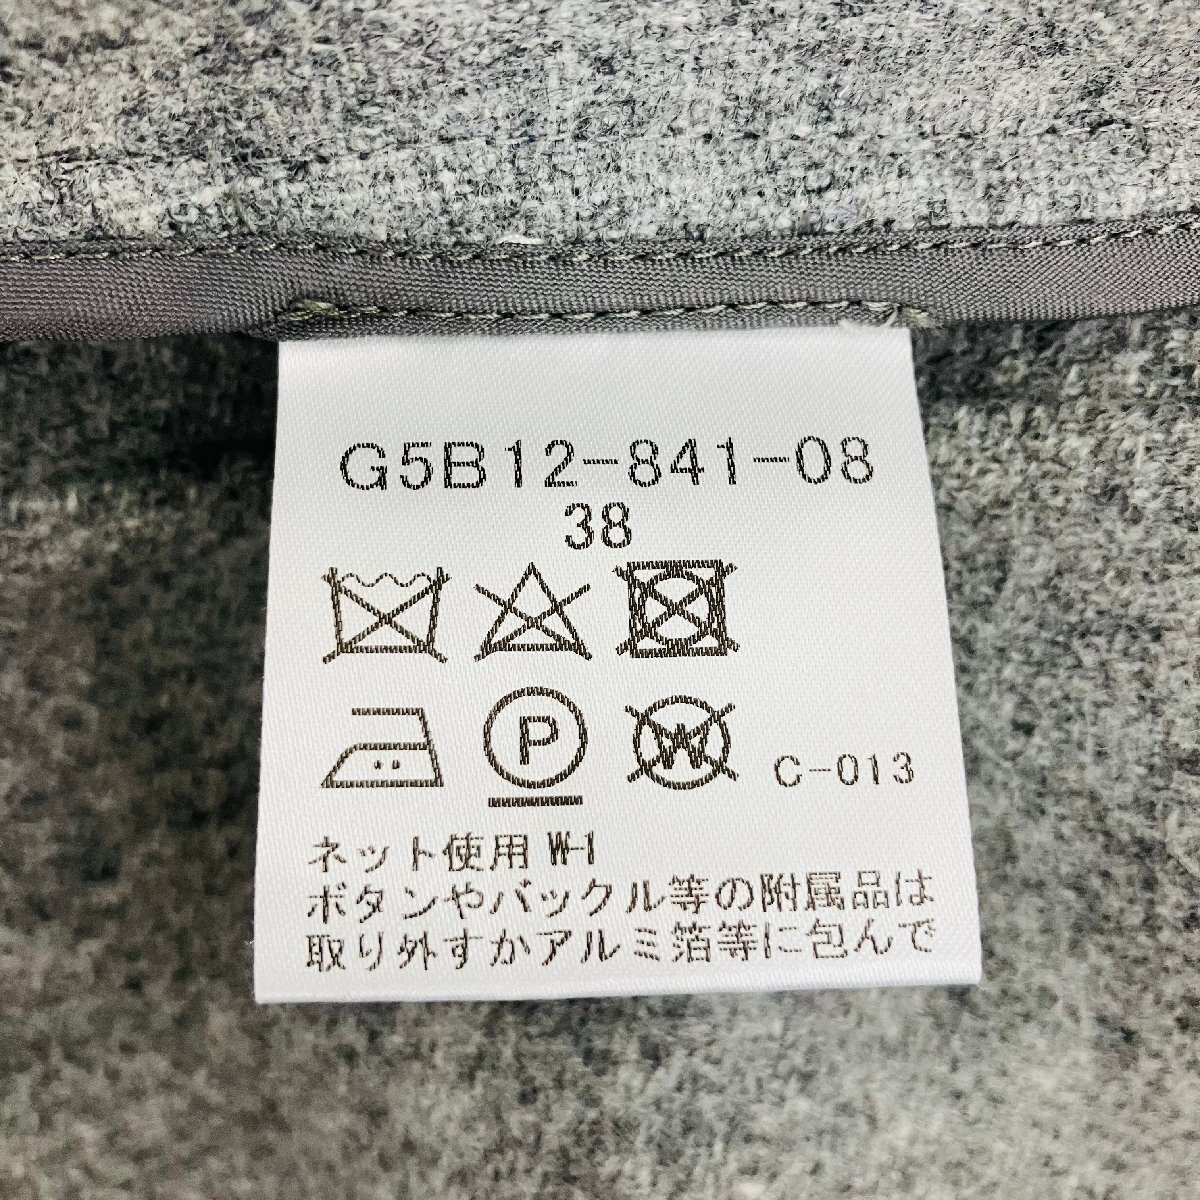 G5B12-841-08
38
P W C-013
ネット使用 W-1
ボタンやバックル等の附属品は
取り外すかアルミ箔等に包んで